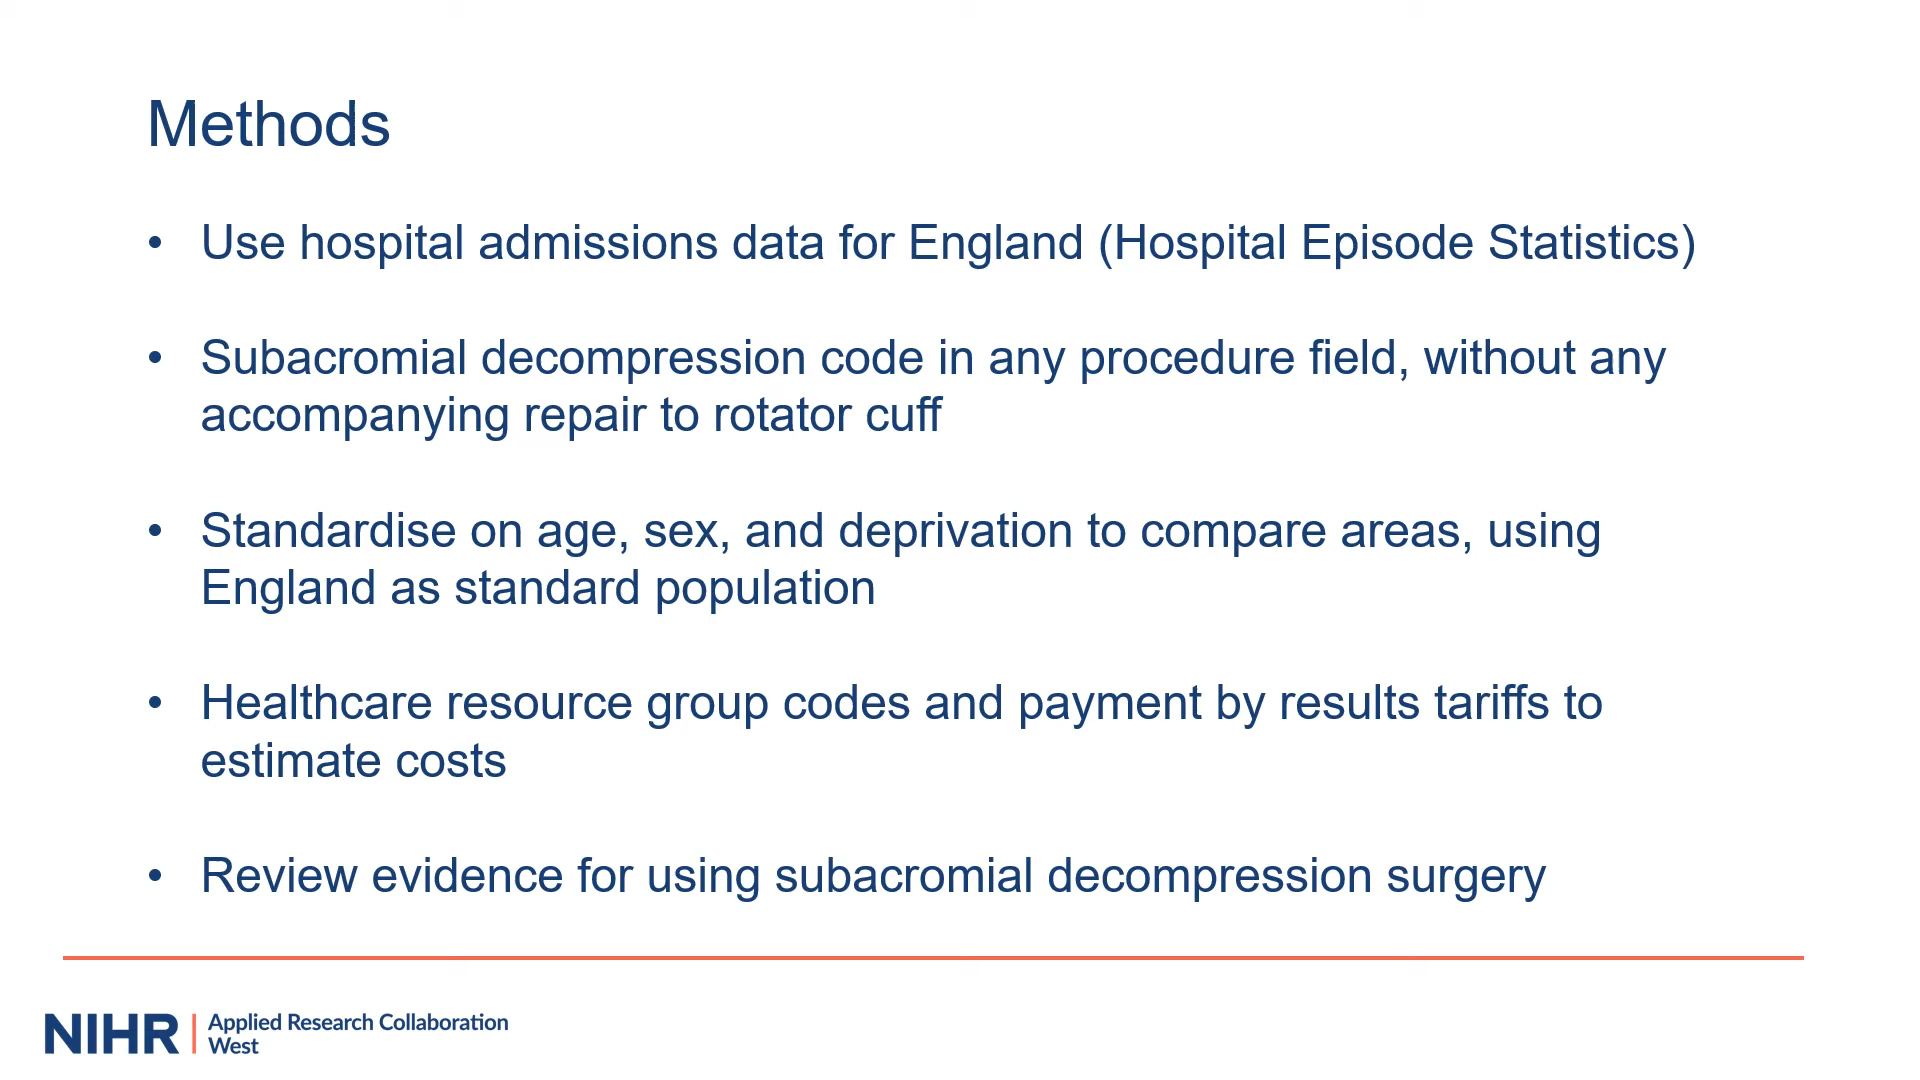 Methods
• Use hospital admissions data for England (Hospital Episode Statistics)
• Subacromial decompression code in any procedure field, without any
accompanying repair to rotator cuff
• Standardise on age, sex, and deprivation to compare areas, using
England as standard population
• Healthcare resource group codes and payment by results tariffs to
estimate costs
• Review evidence for using subacromial decompression surgery
NIHR | Applied Research Collaboration
West